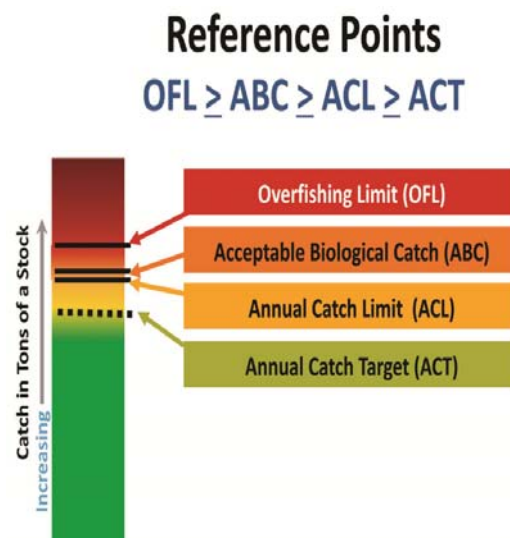 Reference Points
OFL ≥ ABC ≥ ACL ≥ ACT
Overfishing Limit (OFL)
Acceptable Biological Catch (ABC)
Annual Catch Limit (ACL)
Annual Catch Target (ACT)
Catch in Tons of a Stock
Increasing